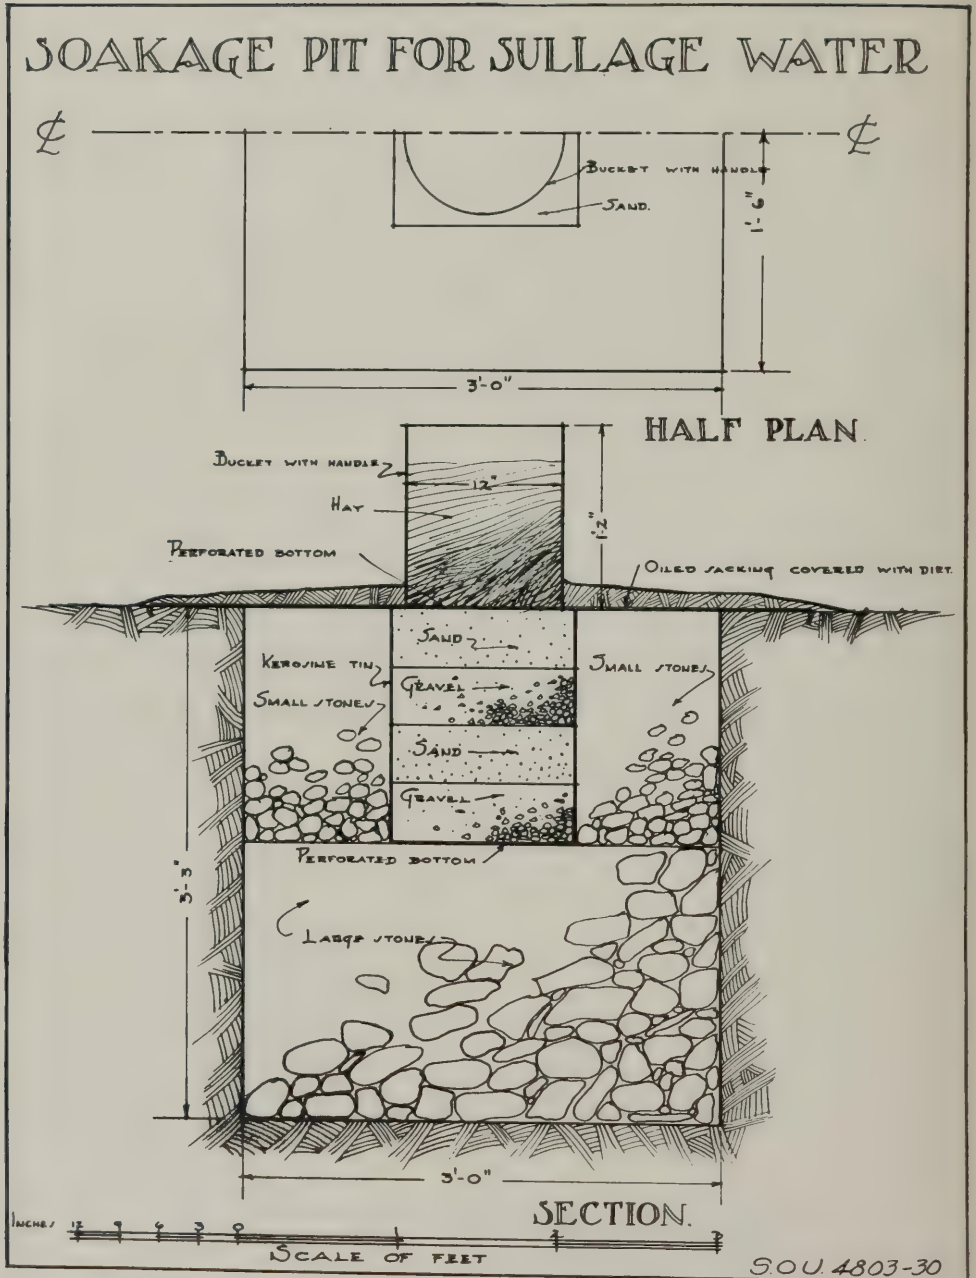 SOAKAGE PIT FOR SULLAGE WATER
℄ ℄
BUCKET WITH HANDLE
SAND.
1'-6"
3'-0"
HALF PLAN.
BUCKET WITH HANDLE
12"
HAY
1'2"
PERFORATED BOTTOM
OILED SACKING COVERED WITH DIRT.
SAND
KEROSINE TIN
SMALL STONES
GRAVEL
SMALL STONES
SAND
GRAVEL
PERFORATED BOTTOM
3'-3"
LARGE STONES
3'-0"
SECTION.
INCHES 12 9 6 3 0 1 2 3
SCALE OF FEET
S.O.U. 4803-30